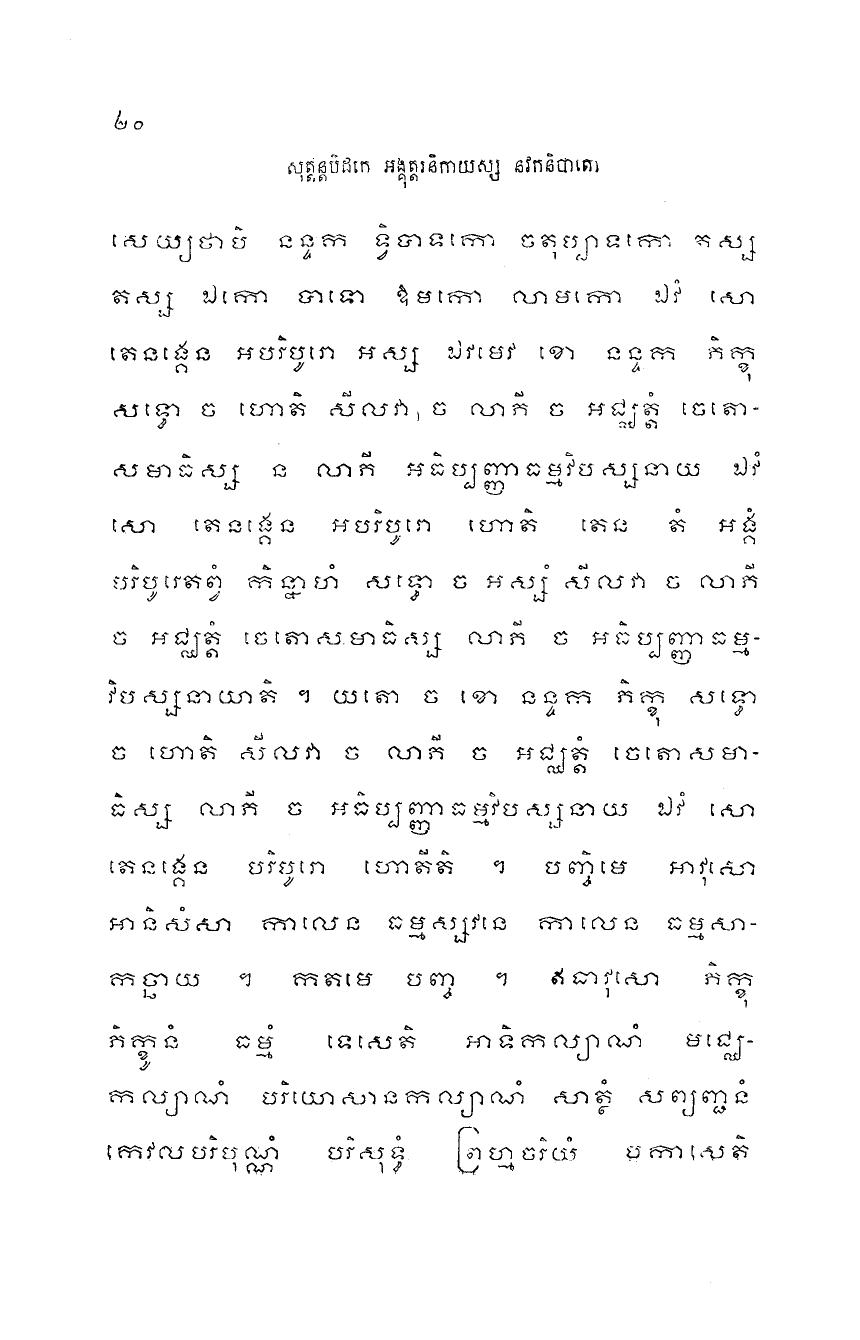 ២០
សុត្តន្តបិដកេ អង្គុត្តរនិកាយស្ស នវកនិបាតោ
សេយ្យថាបិ នន្ទក ទ្វិបាទកោ ចតុប្បាទកោ តស្ស
តស្ស ឯកោ បាទោ ឱមកោ លាមកោ ឯវំ សោ
តេនង្គេន អបរិបូរោ អស្ស ឯវមេវ ខោ នន្ទក ភិក្ខុ
សទ្ធោ ច ហោតិ សីលវា ច លាភី ច អជ្ឈត្តំ ចេតោ-
សមាធិស្ស ន លាភី អធិប្បញ្ញាធម្មវិបស្សនាយ ឯវំ
សោ តេនង្គេន អបរិបូរោ ហោតិ តេន តំ អង្គំ
បរិបូរេតព្វំ កិន្នាហំ សទ្ធោ ច អស្សំ សីលវា ច លាភី
ច អជ្ឈត្តំ ចេតោសមាធិស្ស លាភី ច អធិប្បញ្ញាធម្ម-
វិបស្សនាយាតិ ។ យតោ ច ខោ នន្ទក ភិក្ខុ សទ្ធោ
ច ហោតិ សីលវា ច លាភី ច អជ្ឈត្តំ ចេតោសមា-
ធិស្ស លាភី ច អធិប្បញ្ញាធម្មវិបស្សនាយ ឯវំ សោ
តេនង្គេន បរិបូរោ ហោតីតិ ។ បញ្ចិមេ អាវុសោ
អានិសំសា កាលេន ធម្មស្សវនេ កាលេន ធម្មសា-
កច្ឆាយ ។ កតមេ បញ្ច ។ ឥធាវុសោ ភិក្ខុ
ភិក្ខូនំ ធម្មំ ទេសេតិ អាទិកល្យាណំ មជ្ឈេ-
កល្យាណំ បរិយោសានកល្យាណំ សាត្ថំ សព្យញ្ជនំ
កេវលបរិបុណ្ណំ បរិសុទ្ធំ ព្រហ្មចរិយំ បកាសេតិ